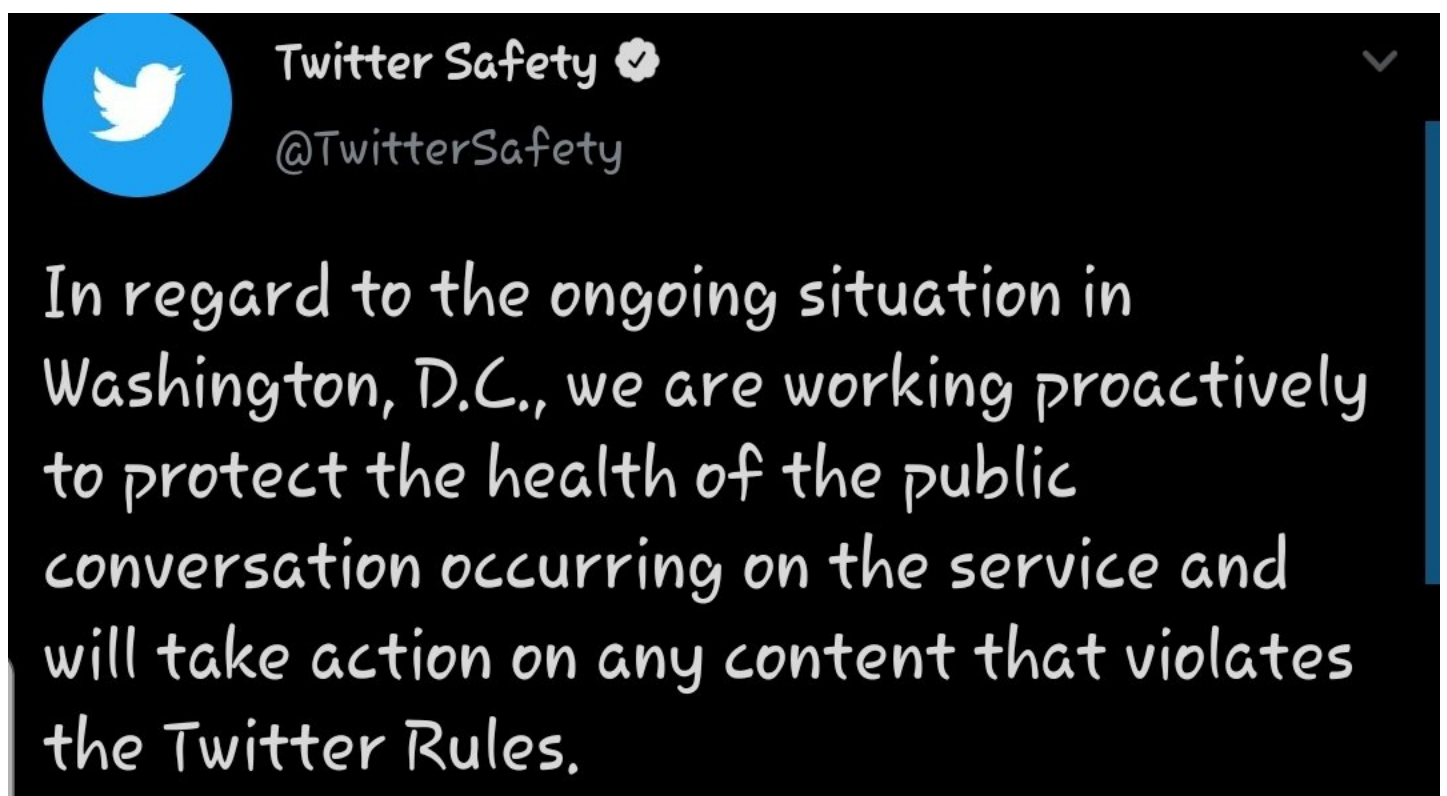 Twitter Safety
@TwitterSafety
In regard to the ongoing situation in
Washington, D.C., we are working proactively
to protect the health of the public
conversation occurring on the service and
will take action on any content that violates
the Twitter Rules.